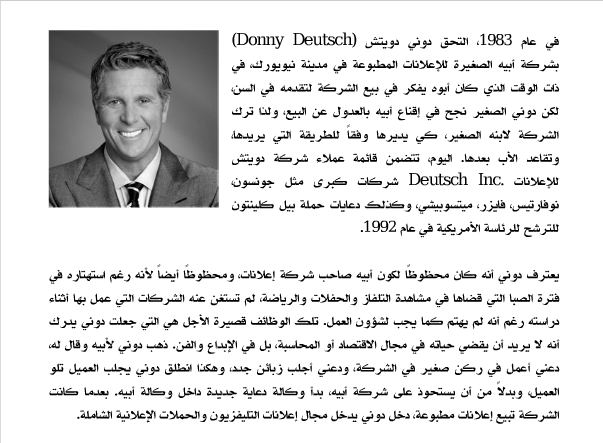 في عام 1983، التحق دوني دويتش (Donny Deutsch)
بشركة أبيه الصغيرة للإعلانات المطبوعة في مدينة نيويورك، في
ذات الوقت الذي كان أبوه يفكر في بيع الشركة لتقدمه في السن،
لكن دوني الصغير نجح في إقناع أبيه بالعدول عن البيع، ولذا ترك
الشركة لابنه الصغير، كي يديرها وفقاً للطريقة التي يريدها،
وتقاعد الأب بعدها. اليوم، تتضمن قائمة عملاء شركة دويتش
للإعلانات Deutsch Inc. شركات كبرى مثل جونسون،
نوفارتيس، فايزر، ميتسوبيشي، وكذلك دعايات حملة بيل كلينتون
للترشح للرئاسة الأمريكية في عام 1992.
يعترف دوني أنه كان محظوظاً لكون أبيه صاحب شركة إعلانات، ومحظوظاً أيضاً لأنه رغم استهتاره في
فترة الصبا التي قضاها في مشاهدة التلفاز والحفلات والرياضة، لم تستغن عنه الشركات التي عمل بها أثناء
دراسته رغم أنه لم يهتم كما يجب لشؤون العمل. تلك الوظائف قصيرة الأجل هي التي جعلت دوني يدرك
أنه لا يريد أن يقضي حياته في مجال الاقتصاد أو المحاسبة، بل في الإبداع والفن. ذهب دوني لأبيه وقال له،
دعني أعمل في ركن صغير في الشركة، ودعني أجلب زبائن جدد، وهكذا انطلق دوني يجلب العميل تلو
العميل، وبدلاً من أن يستحوذ على شركة أبيه، بدأ وكالة دعاية جديدة داخل وكالة أبيه. بعدما كانت
الشركة تبيع إعلانات مطبوعة، دخل دوني يدخل مجال إعلانات التليفزيون والحملات الإعلانية الشاملة.